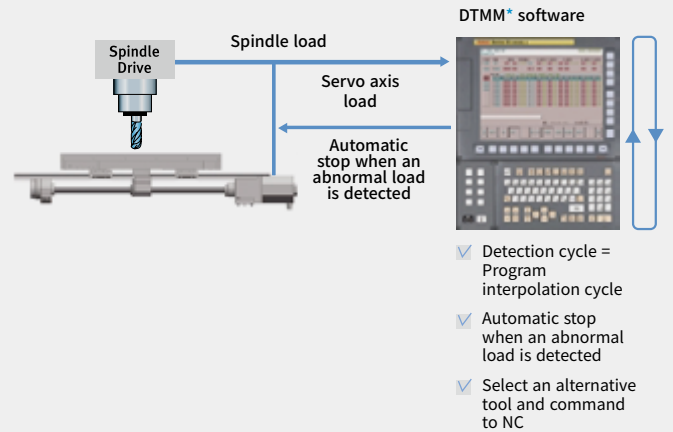 DTMM* software
Spindle
Drive
Spindle load
Servo axis
load
Automatic
stop when an
abnormal load
is detected
Detection cycle =
Program
interpolation cycle
Automatic stop
when an abnormal
load is detected
Select an alternative
tool and command
to NC